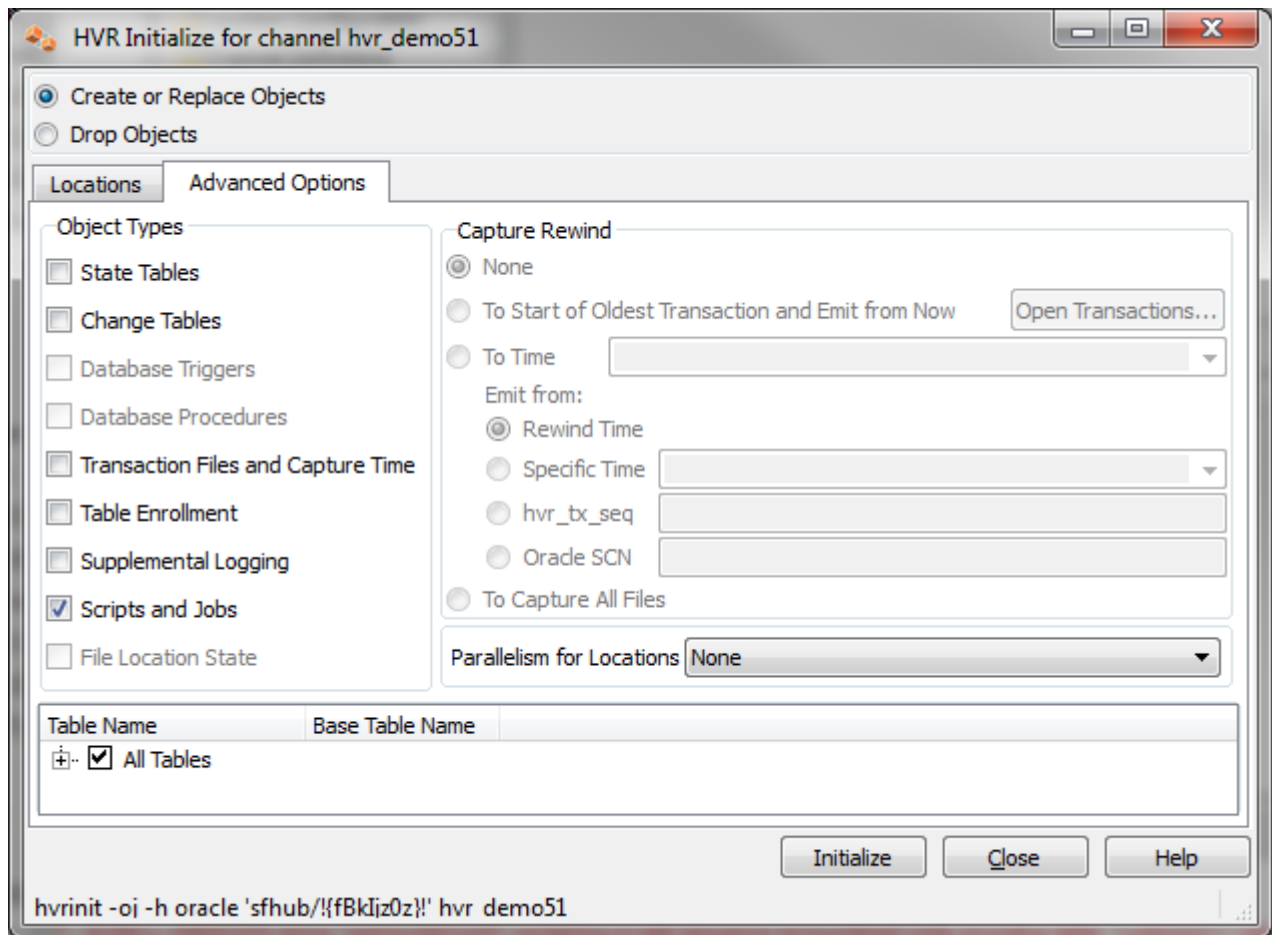 HVR Initialize for channel hvr_demo51
Create or Replace Objects
Drop Objects
Locations
Advanced Options
Object Types
State Tables
Change Tables
Database Triggers
Database Procedures
Transaction Files and Capture Time
Table Enrollment
Supplemental Logging
Scripts and Jobs
File Location State
Capture Rewind
None
To Start of Oldest Transaction and Emit from Now
Open Transactions...
To Time
Emit from:
Rewind Time
Specific Time
hvr_tx_seq
Oracle SCN
To Capture All Files
Parallelism for Locations
None
Table Name
Base Table Name
All Tables
Initialize
Close
Help
hvrinit -oj -h oracle 'sfhub/!{fBkIjz0z}!' hvr_demo51